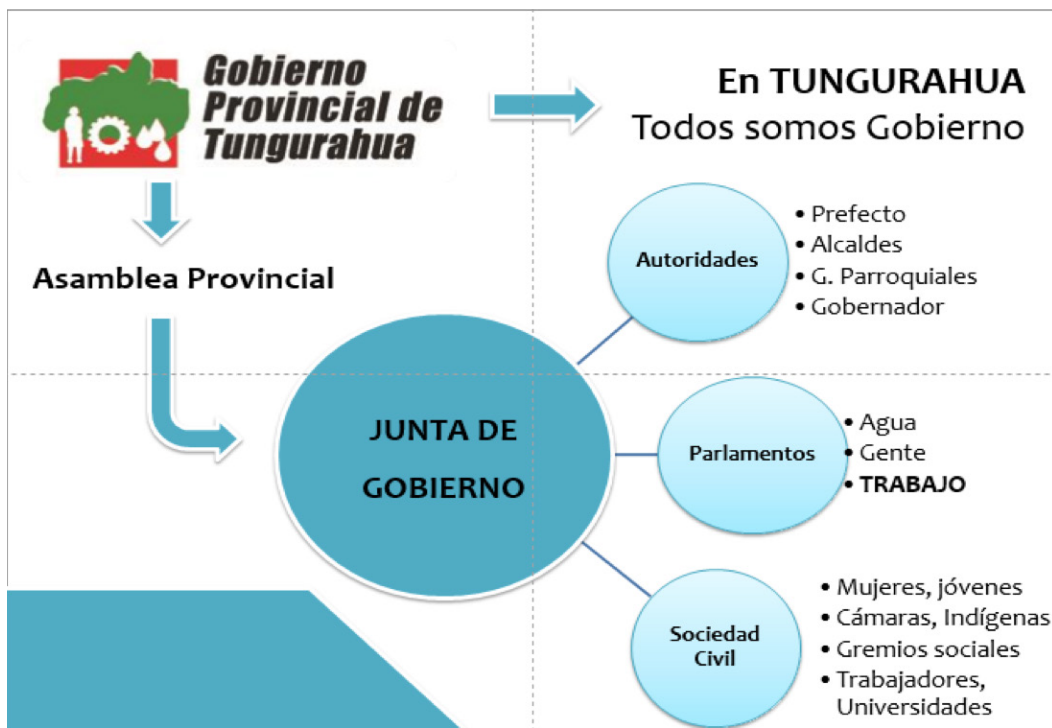 Gobierno
Provincial de
Tungurahua
En TUNGURAHUA
Todos somos Gobierno
Asamblea Provincial
JUNTA DE
GOBIERNO
Autoridades
• Prefecto
• Alcaldes
• G. Parroquiales
• Gobernador
Parlamentos
• Agua
• Gente
• TRABAJO
Sociedad
Civil
• Mujeres, jóvenes
• Cámaras, Indígenas
• Gremios sociales
• Trabajadores,
Universidades